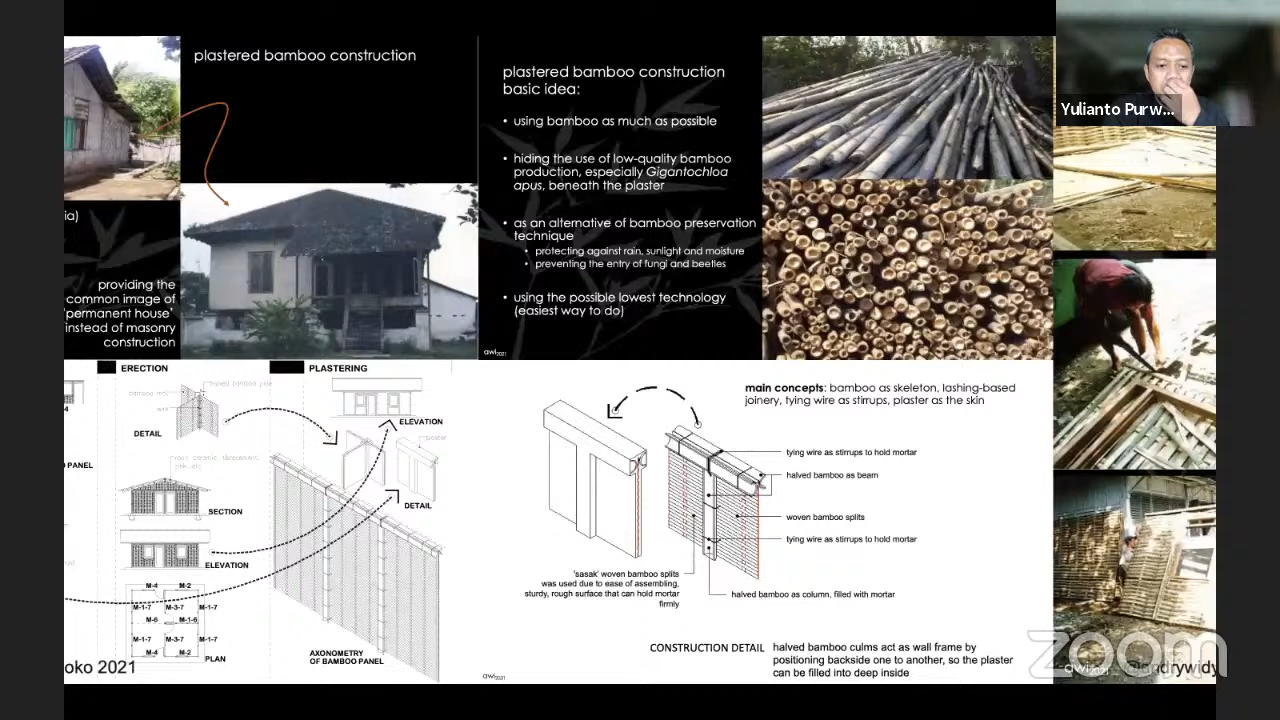 plastered bamboo construction
ia)
providing the
common image of
'permanent house'
instead of masonry
construction
plastered bamboo construction
basic idea:
• using bamboo as much as possible
• hiding the use of low-quality bamboo
production, especially Gigantochloa
apus, beneath the plaster
• as an alternative of bamboo preservation
technique
• protecting against rain, sunlight and moisture
• preventing the entry of fungi and beetles
• using the possible lowest technology
(easiest way to do)
awi2021
Yulianto Purw...
ERECTION
DETAIL
SECTION
ELEVATION
M-4 M-2
M-1-7 M-3-7 M-1-7
M-6 M-1-6
M-1-7 M-3-7 M-1-7
M-4 M-2
PLAN
PANEL
oko 2021
PLASTERING
ELEVATION
plaster
DETAIL
AXONOMETRY
OF BAMBOO PANEL
main concepts: bamboo as skeleton, lashing-based
joinery, tying wire as stirrups, plaster as the skin
tying wire as stirrups to hold mortar
halved bamboo as beam
woven bamboo splits
tying wire as stirrups to hold mortar
'sasak' woven bamboo splits
was used due to ease of assembling,
sturdy, rough surface that can hold mortar
firmly
halved bamboo as column, filled with mortar
CONSTRUCTION DETAIL
halved bamboo culms act as wall frame by
positioning backside one to another, so the plaster
can be filled into deep inside
awi2021
zoom
awi2021
@andrywidy